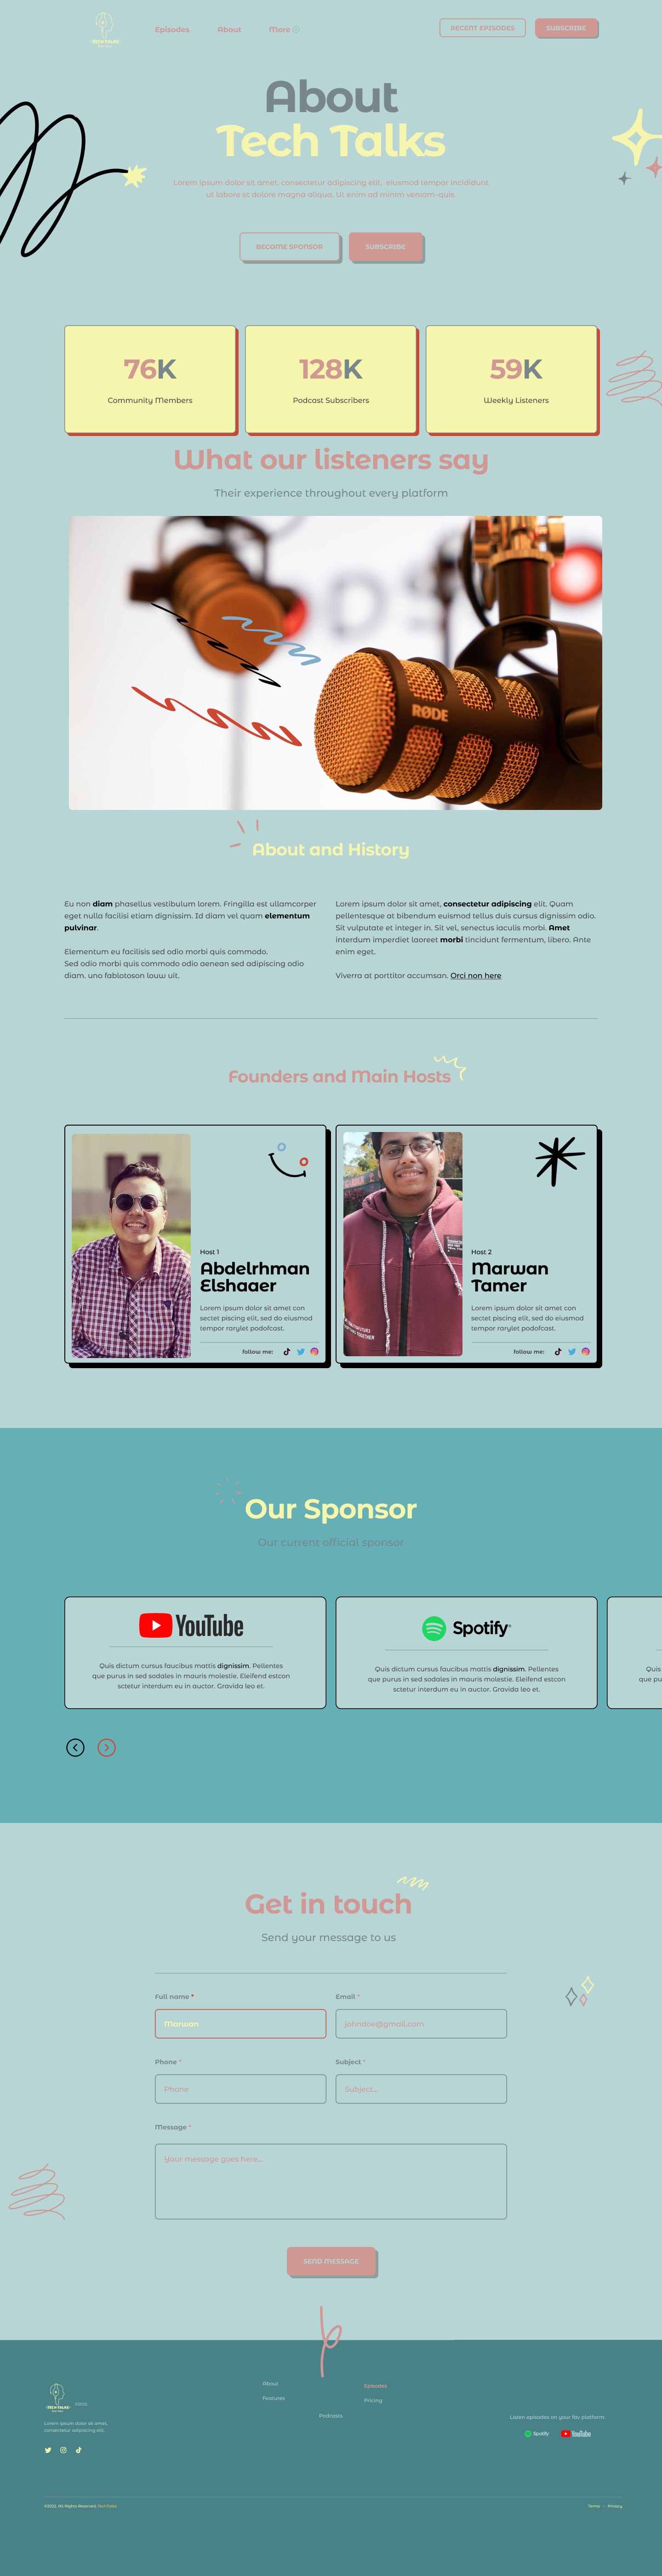 TECH TALKS
Episodes
About
More
RECENT EPISODES
SUBSCRIBE
About
Tech Talks
Lorem ipsum dolor sit amet, consectetur adipiscing elit, eiusmod tempor incididunt
ut labore et dolore magna aliqua. Ut enim ad minim veniam-quis.
BECOME SPONSOR
SUBSCRIBE
76K
Community Members
128K
Podcast Subscribers
59K
Weekly Listeners
What our listeners say
Their experience throughout every platform
RØDE
About and History
Eu non diam phasellus vestibulum lorem. Fringilla est ullamcorper
eget nulla facilisi etiam dignissim. Id diam vel quam elementum
pulvinar.
Elementum eu facilisis sed odio morbi quis commodo.
Sed odio morbi quis commodo odio aenean sed adipiscing odio
diam. uno fablotoson louw uit.
Lorem ipsum dolor sit amet, consectetur adipiscing elit. Quam
pellentesque at bibendum euismod tellus duis cursus dignissim odio.
Sit vulputate et integer in. Sit vel, senectus iaculis morbi. Amet
interdum imperdiet laoreet morbi tincidunt fermentum, libero. Ante
enim eget.
Viverra at porttitor accumsan. Orci non here
Founders and Main Hosts
Host 1
Abdelrhman
Elshaaer
Lorem ipsum dolor sit amet con
sectet piscing elit, sed do eiusmod
tempor rarylet podofcast.
follow me:
Host 2
Marwan
Tamer
Lorem ipsum dolor sit amet con
sectet piscing elit, sed do eiusmod
tempor rarylet podofcast.
follow me:
Our Sponsor
Our current official sponsor
YouTube
Quis dictum cursus faucibus mattis dignissim. Pellentes
que purus in sed sodales in mauris molestie. Eleifend est­con
sctetur interdum eu in auctor. Gravida leo et.
Spotify
Quis dictum cursus faucibus mattis dignissim. Pellentes
que purus in sed sodales in mauris molestie. Eleifend estcon
sctetur interdum eu in auctor. Gravida leo et.
Quis
que pu
Get in touch
Send your message to us
Full name *
Marwan
Email *
johndoe@gmail.com
Phone *
Phone
Subject *
Subject...
Message *
Your message goes here...
SEND MESSAGE
TECH TALKS
Lorem ipsum dolor sit amet,
consectetur adipiscing elit.
About
Features
Podcasts
Episodes
Pricing
Listen episodes on your fav platform:
Spotify
YouTube
©2022. All Rights Reserved. TechTalks
Terms
Privacy